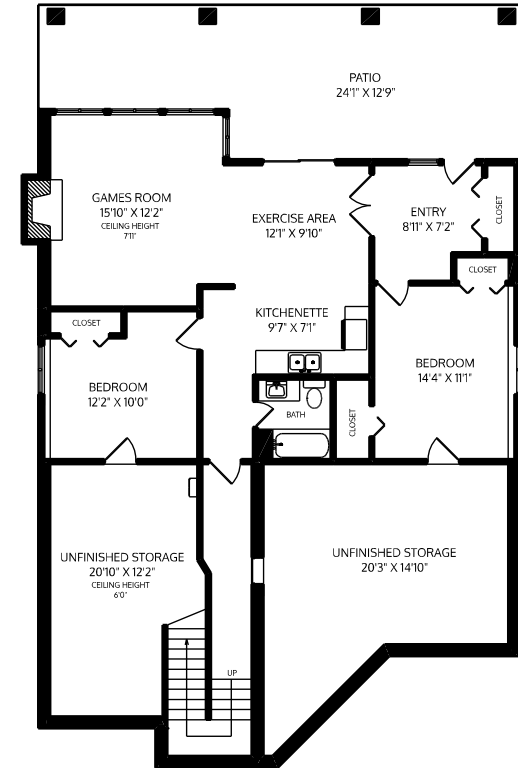 PATIO
24'1" X 12'9"
GAMES ROOM
15'10" X 12'2"
CEILING HEIGHT
7'11'
EXERCISE AREA
12'1" X 9'10"
ENTRY
8'11" X 7'2"
CLOSET
CLOSET
KITCHENETTE
9'7" X 7'1"
CLOSET
BEDROOM
12'2" X 10'0"
BEDROOM
14'4" X 11'1"
BATH
CLOSET
UNFINISHED STORAGE
20'10" X 12'2"
CEILING HEIGHT
6'0"
UNFINISHED STORAGE
20'3" X 14'10"
UP